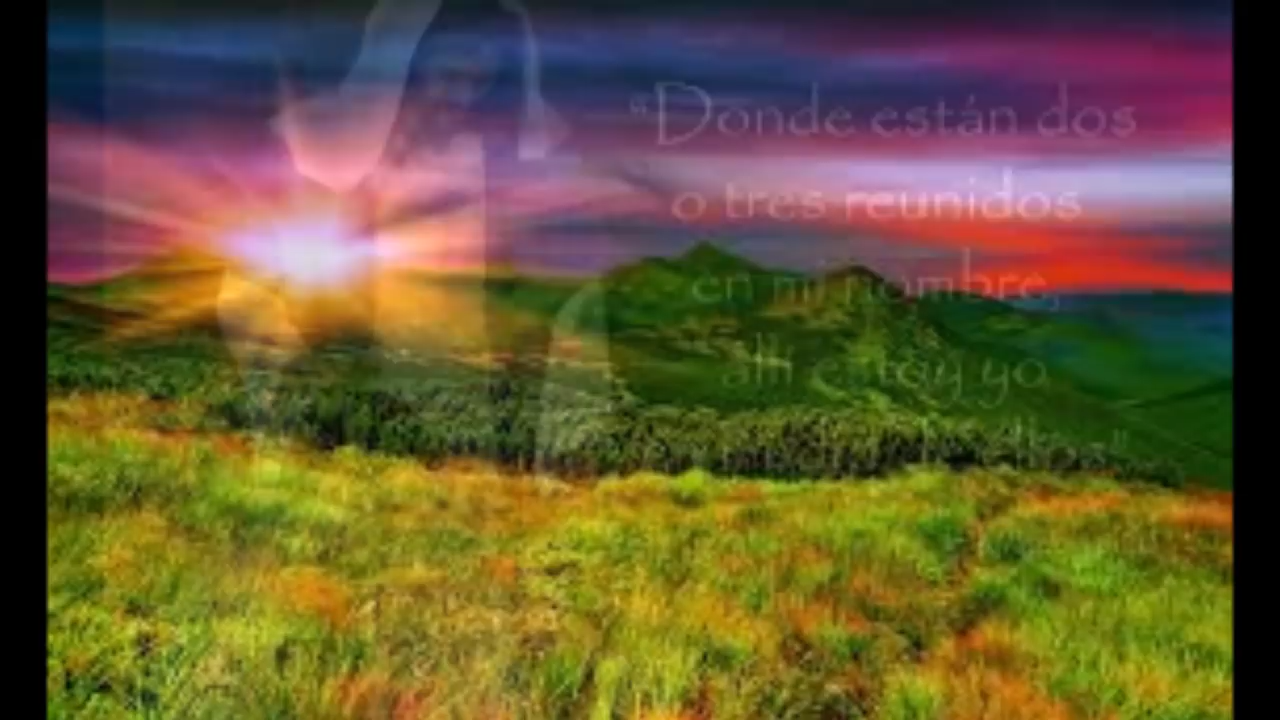 "Donde están dos
o tres reunidos
en mi nombre,
allí estoy yo